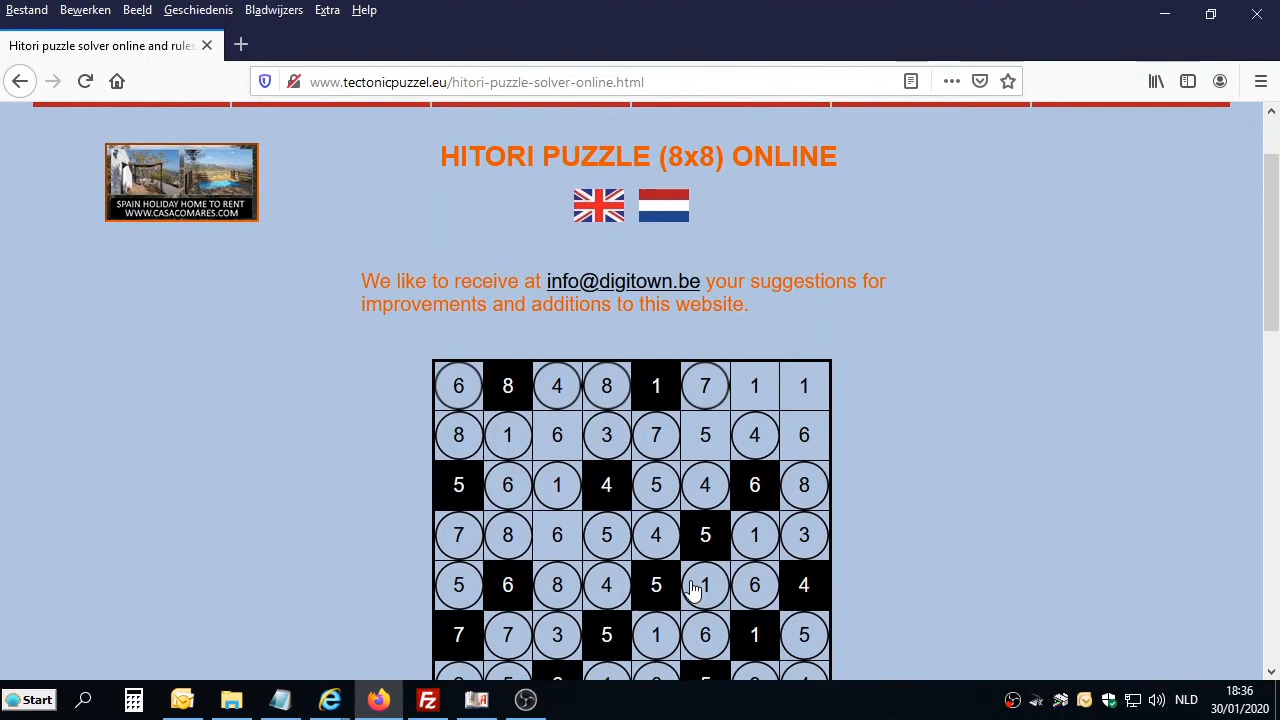 Bestand Bewerken Beeld Geschiedenis Bladwijzers Extra Help
Hitori puzzle solver online and rules
www.tectonicpuzzel.eu/hitori-puzzle-solver-online.html
HITORI PUZZLE (8x8) ONLINE
SPAIN HOLIDAY HOME TO RENT
WWW.CASACOMARES.COM
We like to receive at info@digitown.be your suggestions for
improvements and additions to this website.
6 8 4 8 1 7 1 1
8 1 6 3 7 5 4 6
5 6 1 4 5 4 6 8
7 8 6 5 4 5 1 3
5 6 8 4 5 1 6 4
7 7 3 5 1 6 1 5
Start
NLD
18:36
30/01/2020